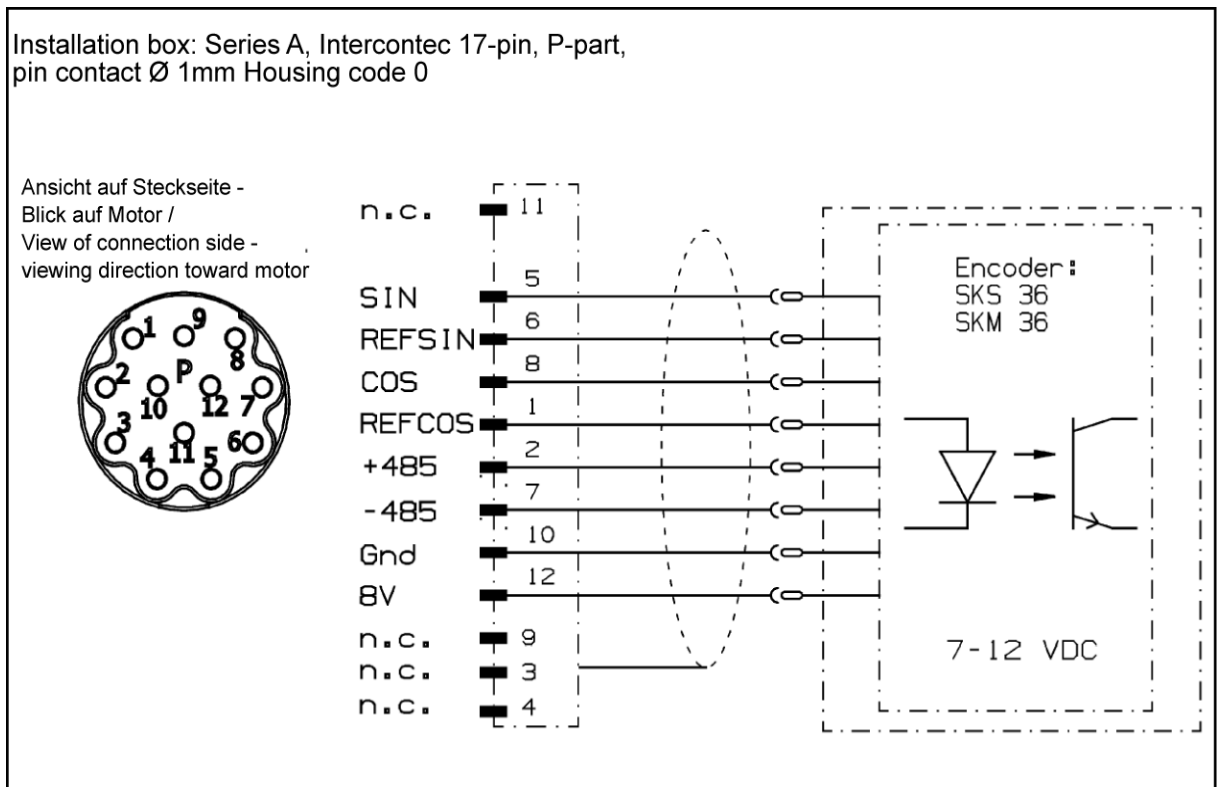 Installation box: Series A, Intercontec 17-pin, P-part,
pin contact Ø 1mm Housing code 0
Ansicht auf Steckseite -
Blick auf Motor /
View of connection side -
viewing direction toward motor
1
9
8
2
P
10
12
7
3
11
6
4
5
n.c. 11
SIN 5
REFSIN 6
COS 8
REFCOS 1
+485 2
-485 7
Gnd 10
8V 12
n.c. 9
n.c. 3
n.c. 4
Encoder:
SKS 36
SKM 36
7-12 VDC